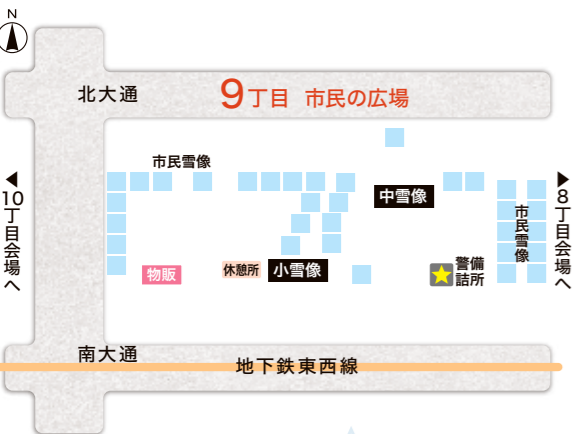 N
北大通
9丁目 市民の広場
市民雪像
中雪像
◀10丁目会場へ
▶8丁目会場へ
市民雪像
物販
休憩所
小雪像
警備
詰所
南大通
地下鉄東西線